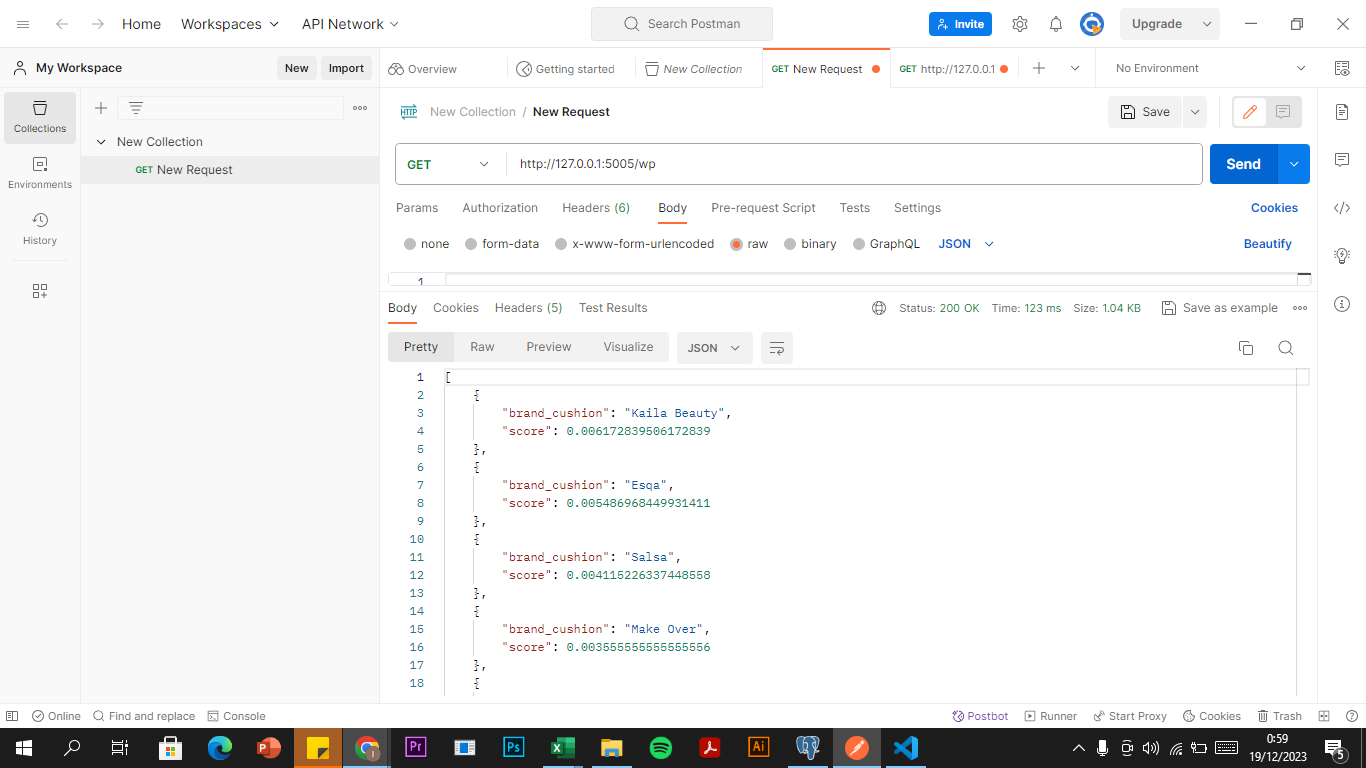 Home Workspaces API Network Search Postman Invite Upgrade
My Workspace New Import Overview Getting started New Collection GET New Request GET http://127.0.0.1 No Environment
Collections
Environments
History
New Collection
GET New Request
HTTP New Collection / New Request Save
GET http://127.0.0.1:5005/wp Send
Params Authorization Headers (6) Body Pre-request Script Tests Settings Cookies
none form-data x-www-form-urlencoded raw binary GraphQL JSON Beautify
1
Body Cookies Headers (5) Test Results Status: 200 OK Time: 123 ms Size: 1.04 KB Save as example
Pretty Raw Preview Visualize JSON
1 [
2 {
3 "brand_cushion": "Kaila Beauty",
4 "score": 0.006172839506172839
5 },
6 {
7 "brand_cushion": "Esqa",
8 "score": 0.005486968449931411
9 },
10 {
11 "brand_cushion": "Salsa",
12 "score": 0.004115226337448558
13 },
14 {
15 "brand_cushion": "Make Over",
16 "score": 0.003555555555555556
17 },
18 {
Online Find and replace Console Postbot Runner Start Proxy Cookies Trash
Pr Ps Ai
0:59
19/12/2023
5